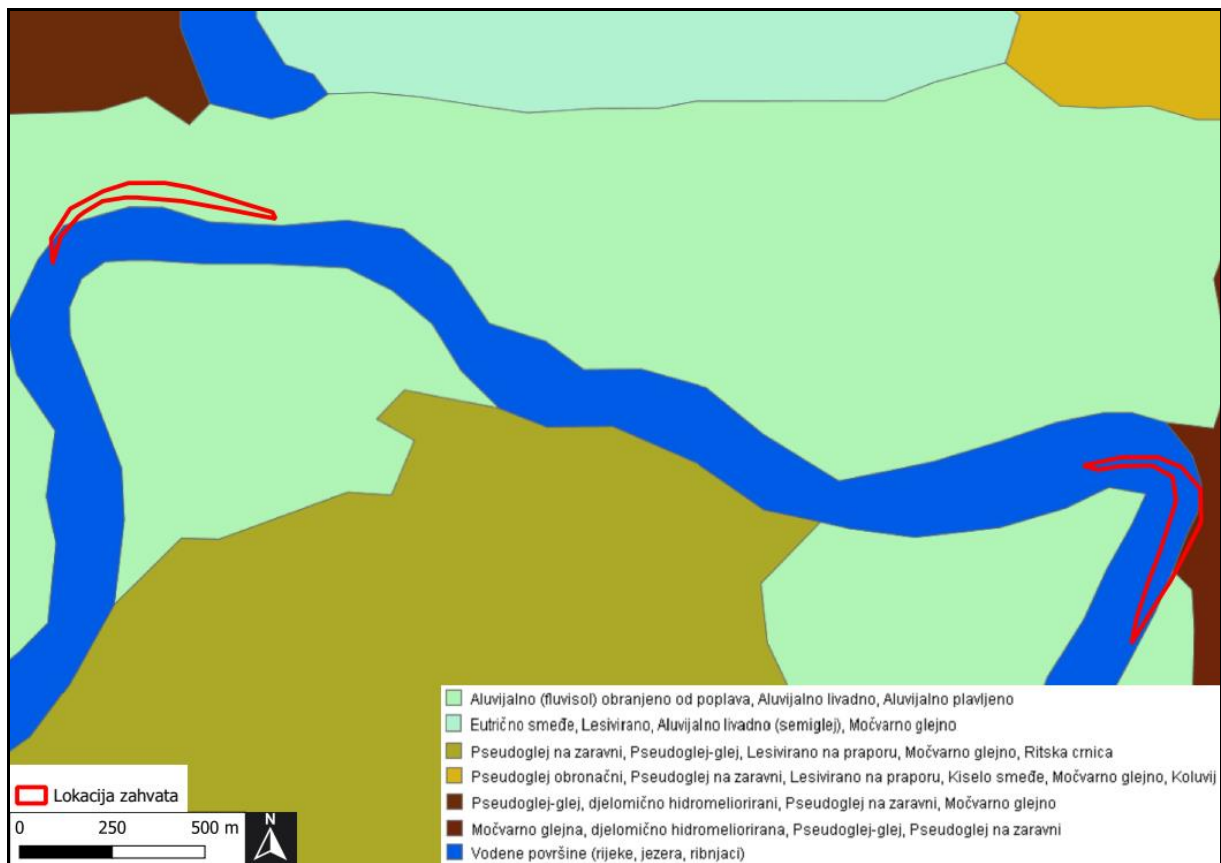 Aluvijalno (fluvisol) obranjeno od poplava, Aluvijalno livadno, Aluvijalno plavljeno
Eutrično smeđe, Lesivirano, Aluvijalno livadno (semiglej), Močvarno glejno
Pseudoglej na zaravni, Pseudoglej-glej, Lesivirano na praporu, Močvarno glejno, Ritska crnica
Pseudoglej obronačni, Pseudoglej na zaravni, Lesivirano na praporu, Kiselo smeđe, Močvarno glejno, Koluvij
Pseudoglej-glej, djelomično hidromeliorirani, Pseudoglej na zaravni, Močvarno glejno
Močvarno glejna, djelomično hidromeliorirana, Pseudoglej-glej, Pseudoglej na zaravni
Vodene površine (rijeke, jezera, ribnjaci)
Lokacija zahvata
0 250 500 m
N